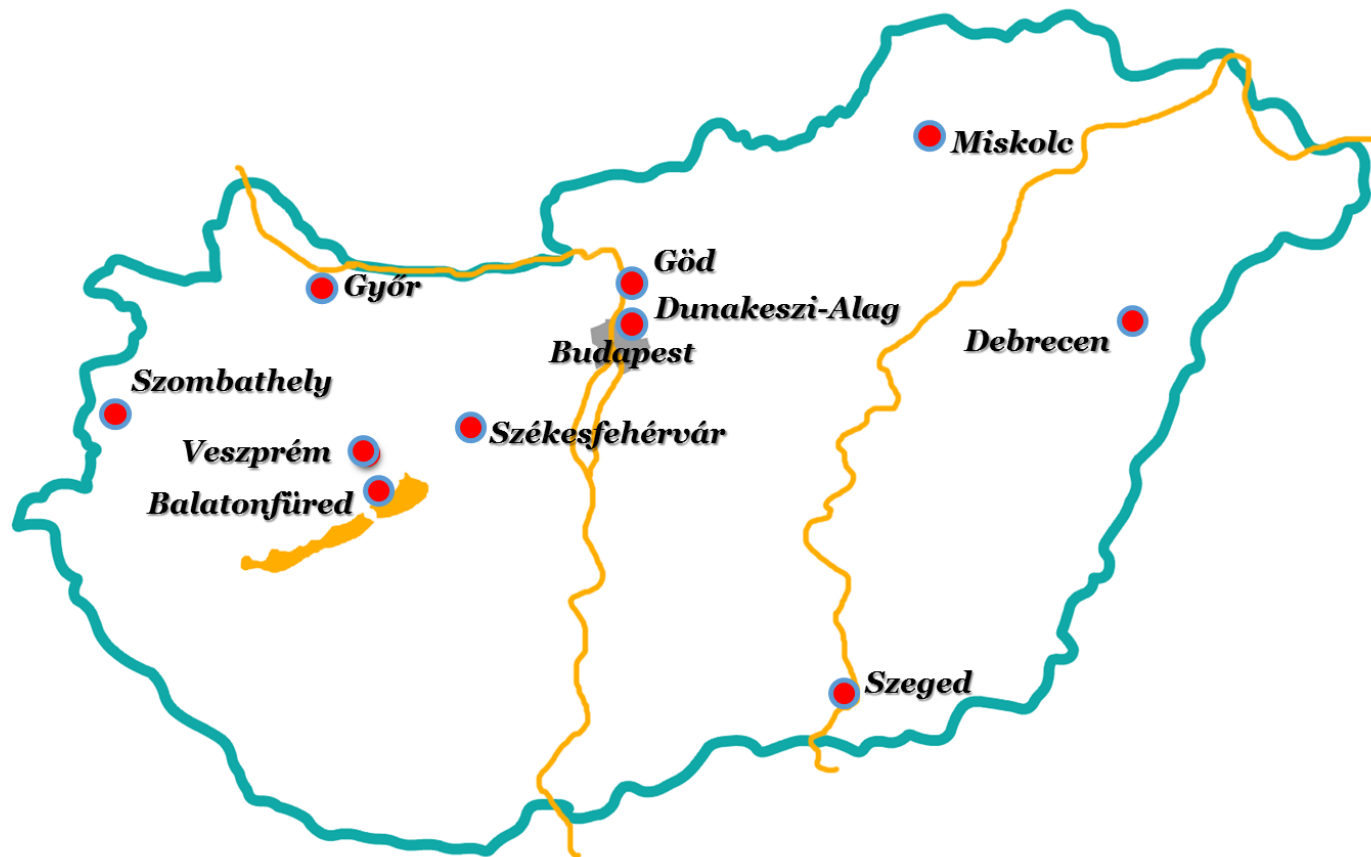 Miskolc
Göd
Győr
Dunakeszi-Alag
Debrecen
Budapest
Szombathely
Székesfehérvár
Veszprém
Balatonfüred
Szeged